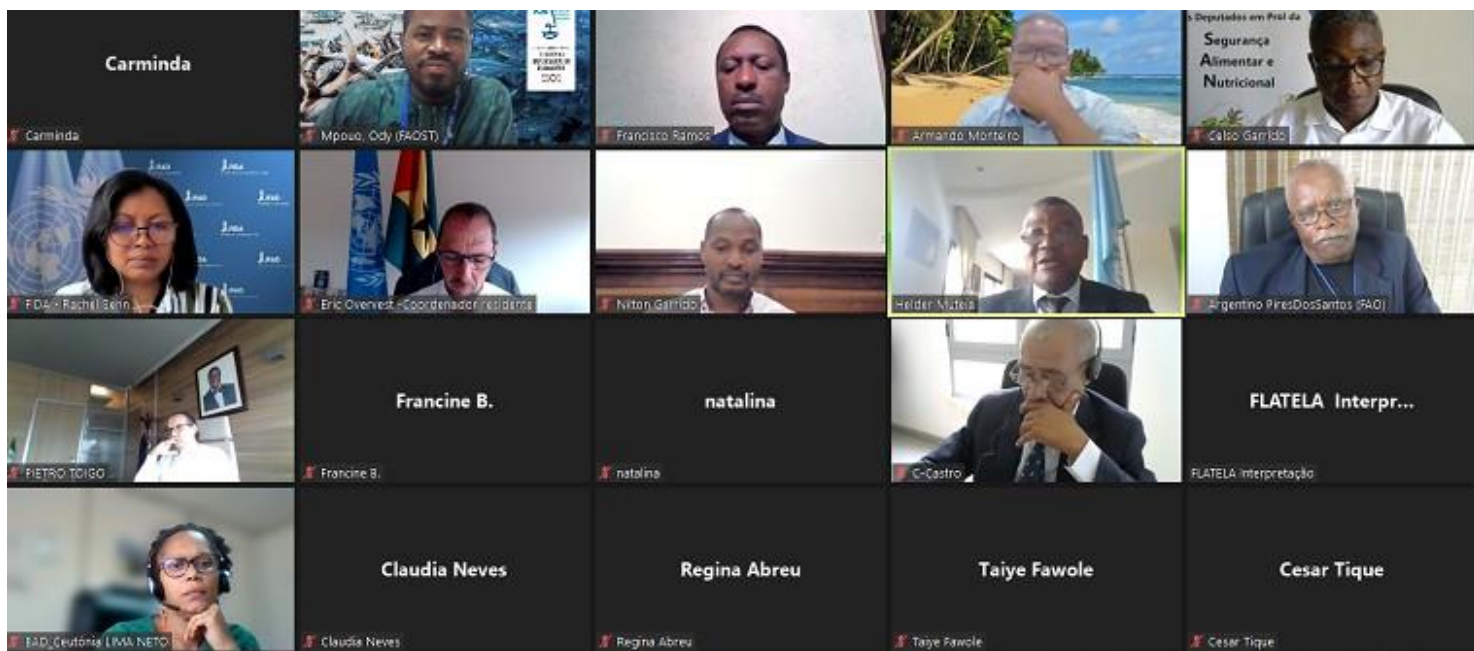 Carminda
Carminda
Mpouo, Ody (FAOST)
Francisco Ramos
Armando Monteiro
s Deputados em Prol da
Segurança
Alimentar e
Nutricional
Celso Garrido
FIDA - Rachel Senn
Eric Overvest -Coordenador residente
Nilton Garrido
Helder Muteia
Argentino PiresDosSantos (FAO)
PIETRO TOIGO
Francine B.
Francine B.
natalina
natalina
C-Castro
FLATELA Interpr...
FLATELA Interpretação
BAD_Ceutónia LIMA NETO
Claudia Neves
Claudia Neves
Regina Abreu
Regina Abreu
Taiye Fawole
Taiye Fawole
Cesar Tique
Cesar Tique